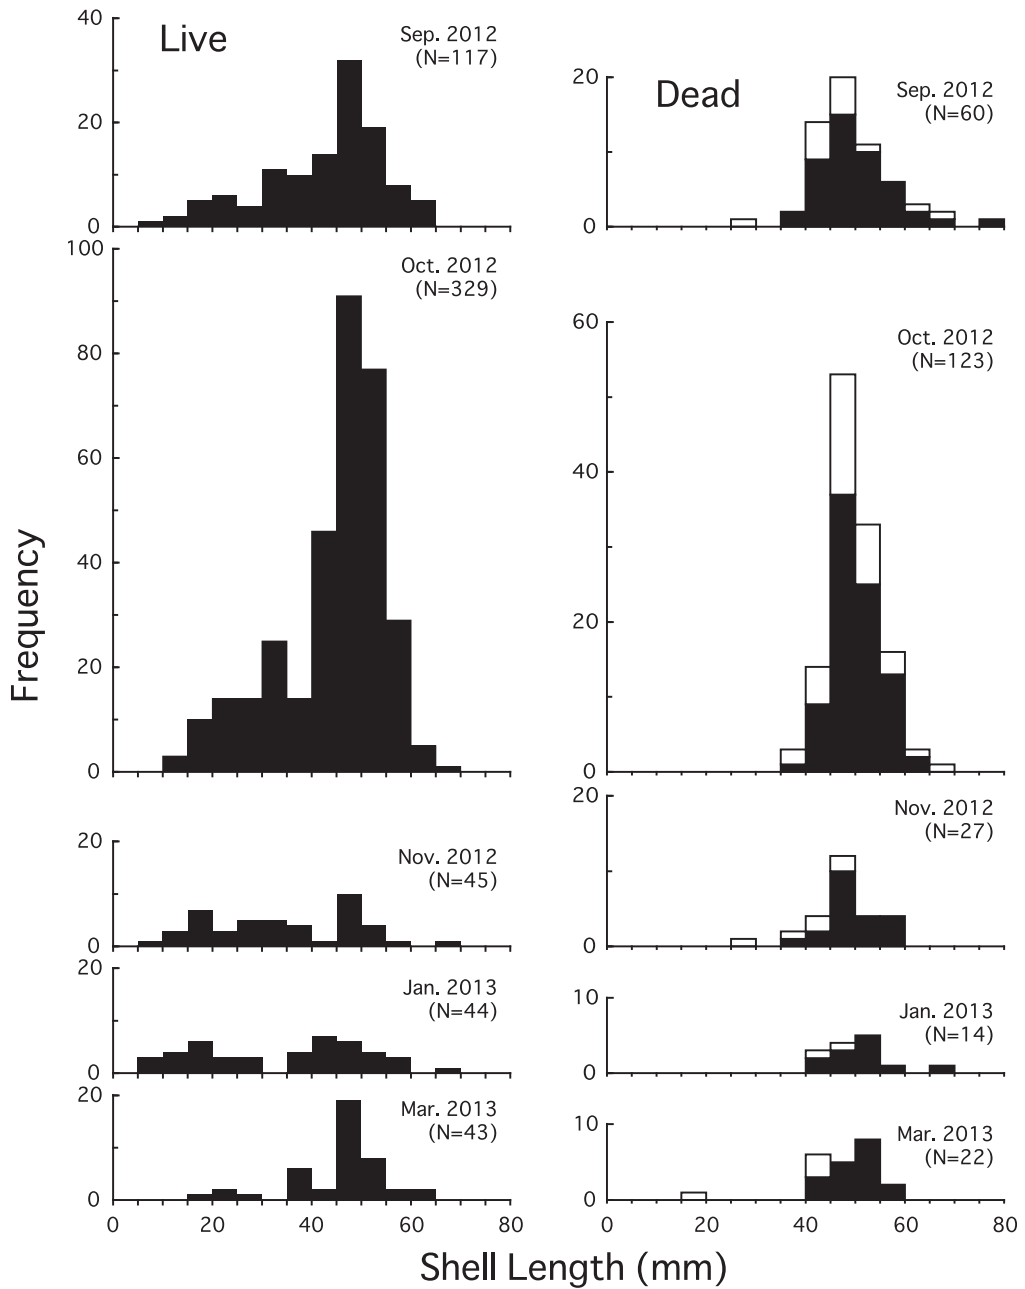 Live
Sep. 2012
(N=117)
40
20
0
Dead
Sep. 2012
(N=60)
20
10
0
Oct. 2012
(N=329)
100
80
60
40
20
0
Oct. 2012
(N=123)
60
40
20
0
Nov. 2012
(N=45)
20
0
Nov. 2012
(N=27)
20
10
0
Jan. 2013
(N=44)
20
0
Jan. 2013
(N=14)
10
0
Mar. 2013
(N=43)
20
0
Mar. 2013
(N=22)
10
0
0 20 40 60 80
0 20 40 60 80
Frequency
Shell Length (mm)